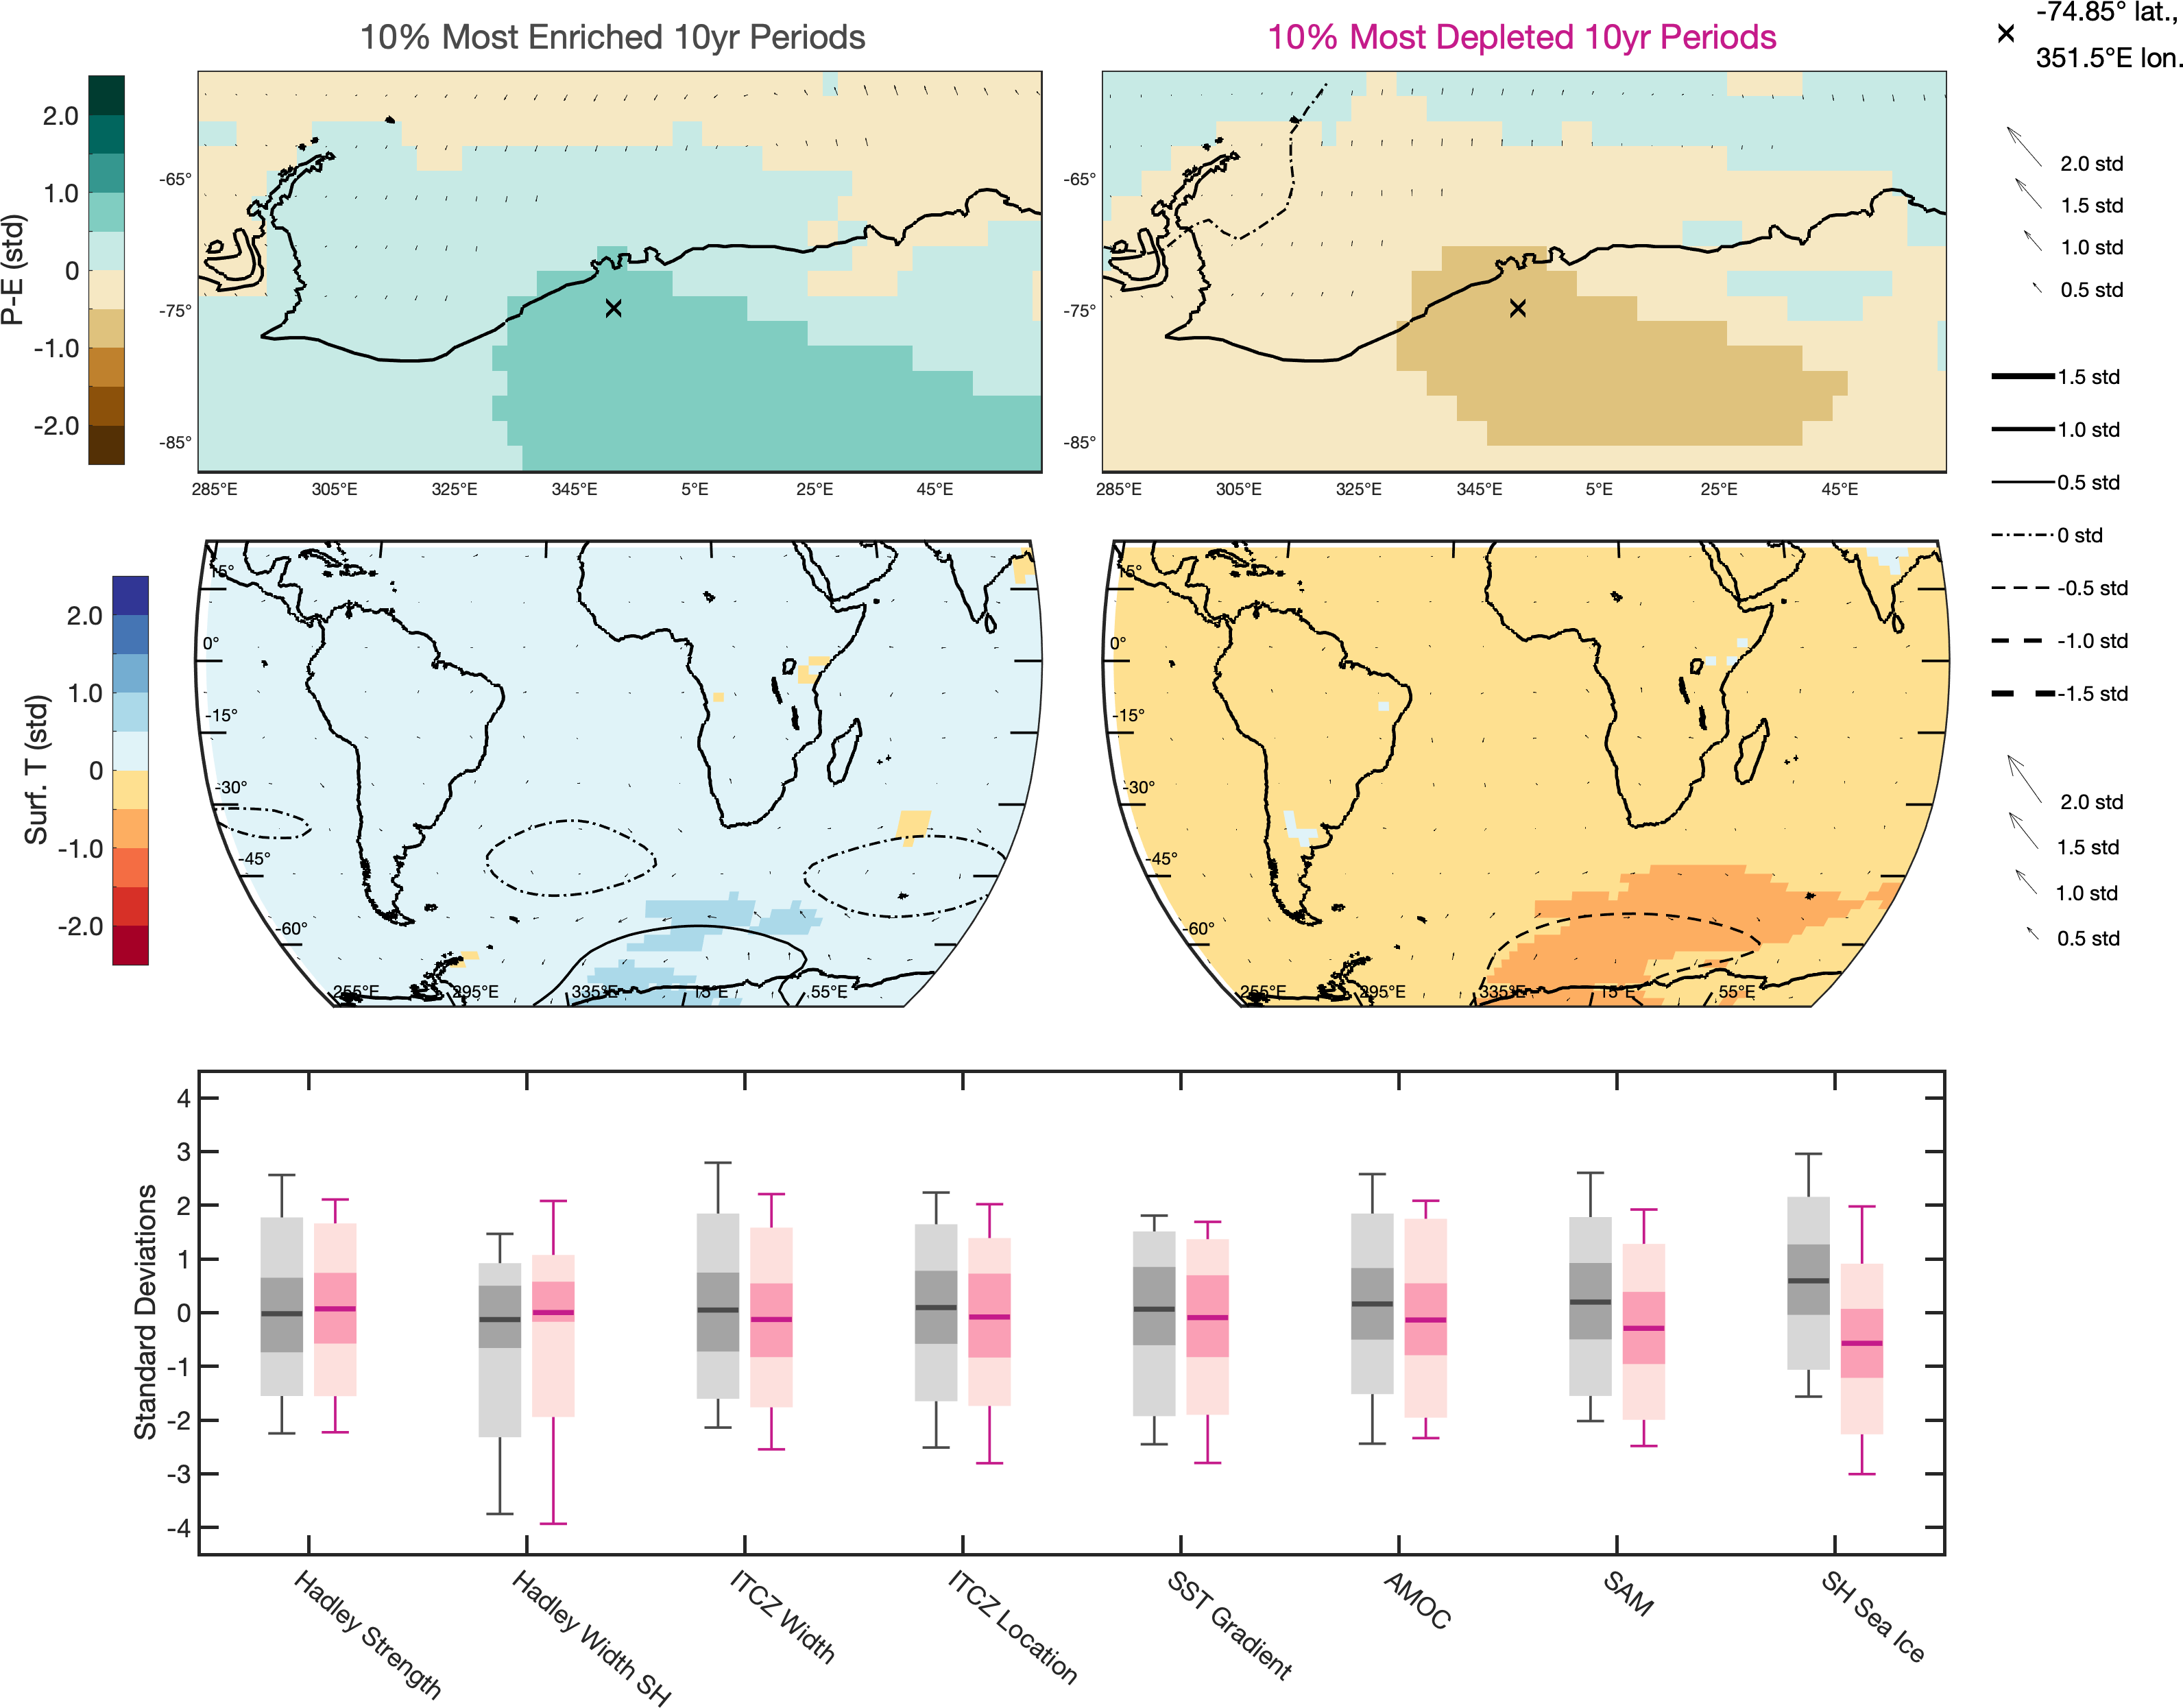 10% Most Enriched 10yr Periods
10% Most Depleted 10yr Periods
-74.85° lat.,
351.5°E lon.
P-E (std)
2.0
1.0
0
-1.0
-2.0
-65°
-75°
-85°
285°E 305°E 325°E 345°E 5°E 25°E 45°E
-65°
-75°
-85°
285°E 305°E 325°E 345°E 5°E 25°E 45°E
2.0 std
1.5 std
1.0 std
0.5 std
1.5 std
1.0 std
0.5 std
0 std
-0.5 std
-1.0 std
-1.5 std
2.0 std
1.5 std
1.0 std
0.5 std
Surf. T (std)
2.0
1.0
0
-1.0
-2.0
15°
0°
-15°
-30°
-45°
-60°
255°E 295°E 335°E 15°E 55°E
15°
0°
-15°
-30°
-45°
-60°
255°E 295°E 335°E 15°E 55°E
Standard Deviations
4
3
2
1
0
-1
-2
-3
-4
Hadley Strength
Hadley Width SH
ITCZ Width
ITCZ Location
SST Gradient
AMOC
SAM
SH Sea Ice